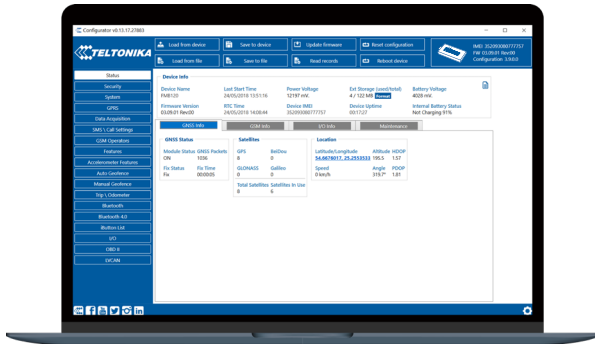 Configurator v0.13.17.27883
TELTONIKA
Load from device
Save to device
Update firmware
Reset configuration
Load from file
Save to file
Read records
Reboot device
IMEI 352093080777757
FW 03.09.01 Rev:00
Configuration 3.9.0.0
Status
Security
System
GPRS
Data Acquisition
SMS \ Call Settings
GSM Operators
Features
Accelerometer Features
Auto Geofence
Manual Geofence
Trip \ Odometer
Bluetooth
Bluetooth 4.0
iButton List
I/O
OBD II
LVCAN
Device Info
Device Name
FMB120
Last Start Time
24/05/2018 13:51:16
Power Voltage
12197 mV.
Ext Storage (used/total)
4 / 122 MB Format
Battery Voltage
4028 mV.
Firmware Version
03.09.01 Rev:00
RTC Time
24/05/2018 14:08:44
Device IMEI
352093080777757
Device Uptime
00:17:27
Internal Battery Status
Not Charging 91%
GNSS Info
GSM Info
I/O Info
Maintenance
GNSS Status
Module Status GNSS Packets
ON 1036
Fix Status Fix Time
Fix 00:00:05
Satellites
GPS BeiDou
8 0
GLONASS Galileo
0 0
Total Satellites Satellites In Use
8 6
Location
Latitude/Longitude Altitude HDOP
54.6676017, 25.2553533 195.5 1.57
Speed Angle PDOP
0 km/h 319.7° 1.81